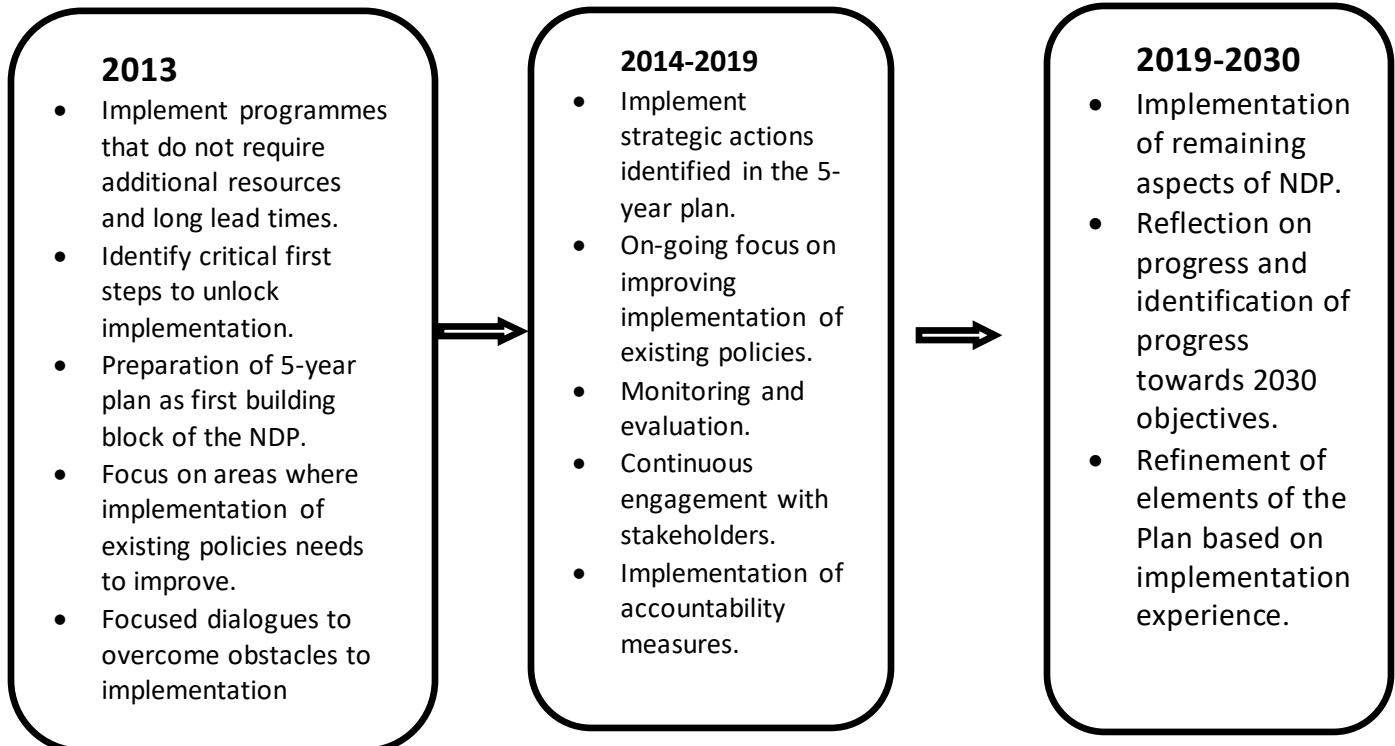 2013
• Implement programmes
that do not require
additional resources
and long lead times.
• Identify critical first
steps to unlock
implementation.
• Preparation of 5-year
plan as first building
block of the NDP.
• Focus on areas where
implementation of
existing policies needs
to improve.
• Focused dialogues to
overcome obstacles to
implementation
2014-2019
• Implement
strategic actions
identified in the 5-
year plan.
• On-going focus on
improving
implementation of
existing policies.
• Monitoring and
evaluation.
• Continuous
engagement with
stakeholders.
• Implementation of
accountability
measures.
2019-2030
• Implementation
of remaining
aspects of NDP.
• Reflection on
progress and
identification of
progress
towards 2030
objectives.
• Refinement of
elements of the
Plan based on
implementation
experience.